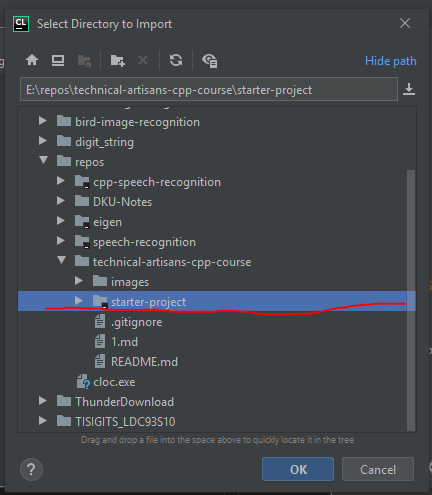 CL Select Directory to Import
Hide path
E:\repos\technical-artisans-cpp-course\starter-project
bird-image-recognition
digit_string
repos
cpp-speech-recognition
DKU-Notes
eigen
speech-recognition
technical-artisans-cpp-course
images
starter-project
.gitignore
1.md
README.md
cloc.exe
ThunderDownload
TISIGITS_LDC93S10
Drag and drop a file into the space above to quickly locate it in the tree
? OK Cancel